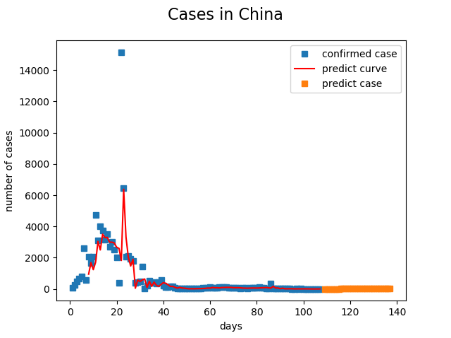 Cases in China
confirmed case
predict curve
predict case
number of cases
14000
12000
10000
8000
6000
4000
2000
0
0 20 40 60 80 100 120 140
days